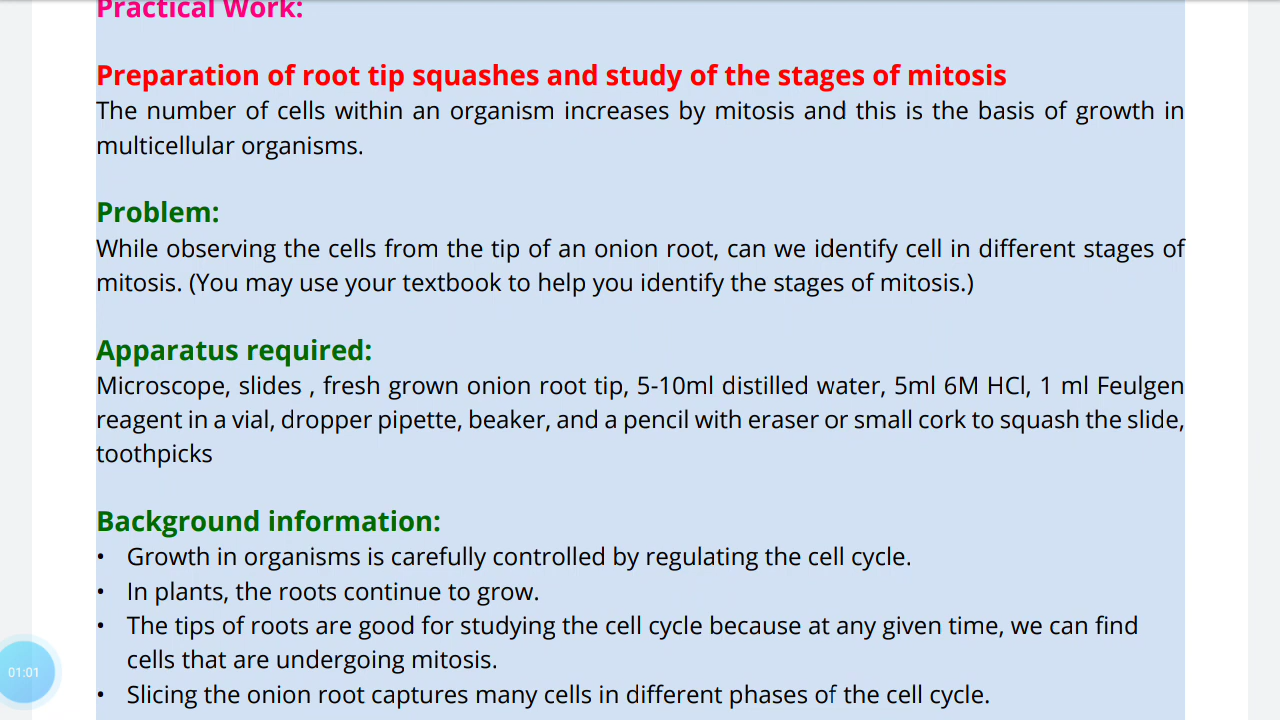 Practical Work:
Preparation of root tip squashes and study of the stages of mitosis
The number of cells within an organism increases by mitosis and this is the basis of growth in
multicellular organisms.
Problem:
While observing the cells from the tip of an onion root, can we identify cell in different stages of
mitosis. (You may use your textbook to help you identify the stages of mitosis.)
Apparatus required:
Microscope, slides , fresh grown onion root tip, 5-10ml distilled water, 5ml 6M HCl, 1 ml Feulgen
reagent in a vial, dropper pipette, beaker, and a pencil with eraser or small cork to squash the slide,
toothpicks
Background information:
• Growth in organisms is carefully controlled by regulating the cell cycle.
• In plants, the roots continue to grow.
• The tips of roots are good for studying the cell cycle because at any given time, we can find
cells that are undergoing mitosis.
01:01
• Slicing the onion root captures many cells in different phases of the cell cycle.